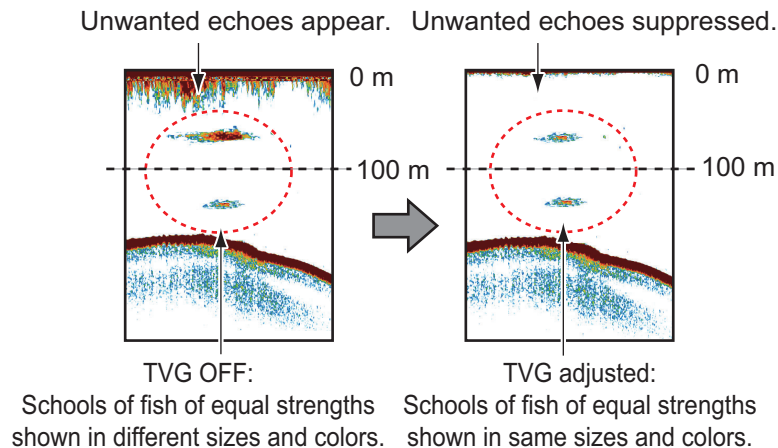 Unwanted echoes appear.
Unwanted echoes suppressed.
0 m
0 m
100 m
100 m
TVG OFF:
Schools of fish of equal strengths
shown in different sizes and colors.
TVG adjusted:
Schools of fish of equal strengths
shown in same sizes and colors.